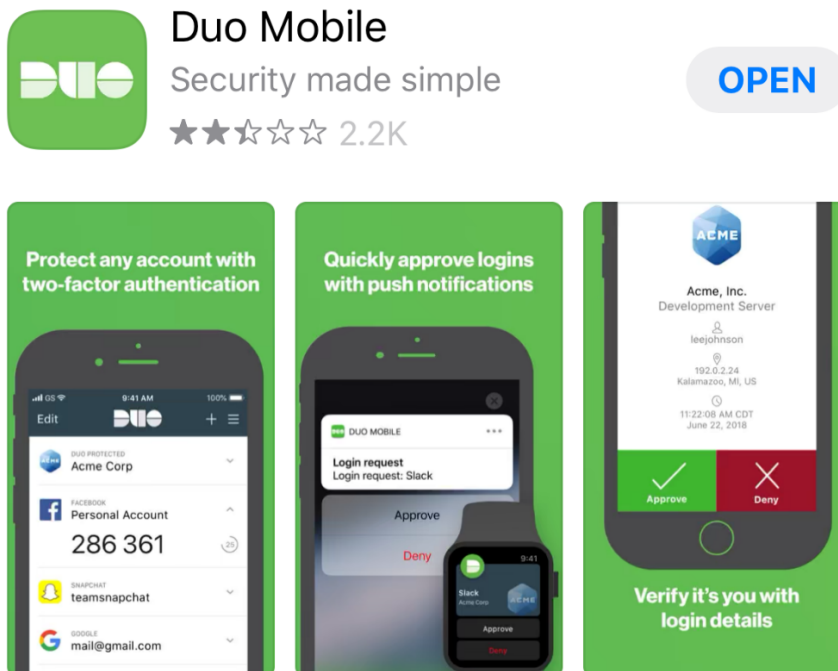 Duo Mobile
Security made simple
OPEN
2.2K
Protect any account with
two-factor authentication
9:41 AM
100%
Edit
DUO
DUO PROTECTED
ACME
Acme Corp
FACEBOOK
Personal Account
286 361
25
SNAPCHAT
teamsnapchat
GOOGLE
mail@gmail.com
Quickly approve logins
with push notifications
DUO MOBILE
Login request
Login request: Slack
Approve
Deny
9:41
Slack
Acme Corp
ACME
Approve
Deny
ACME
Acme, Inc.
Development Server
leejohnson
192.0.2.24
Kalamazoo, MI, US
11:22:08 AM CDT
June 22, 2018
Approve
Deny
Verify it's you with
login details